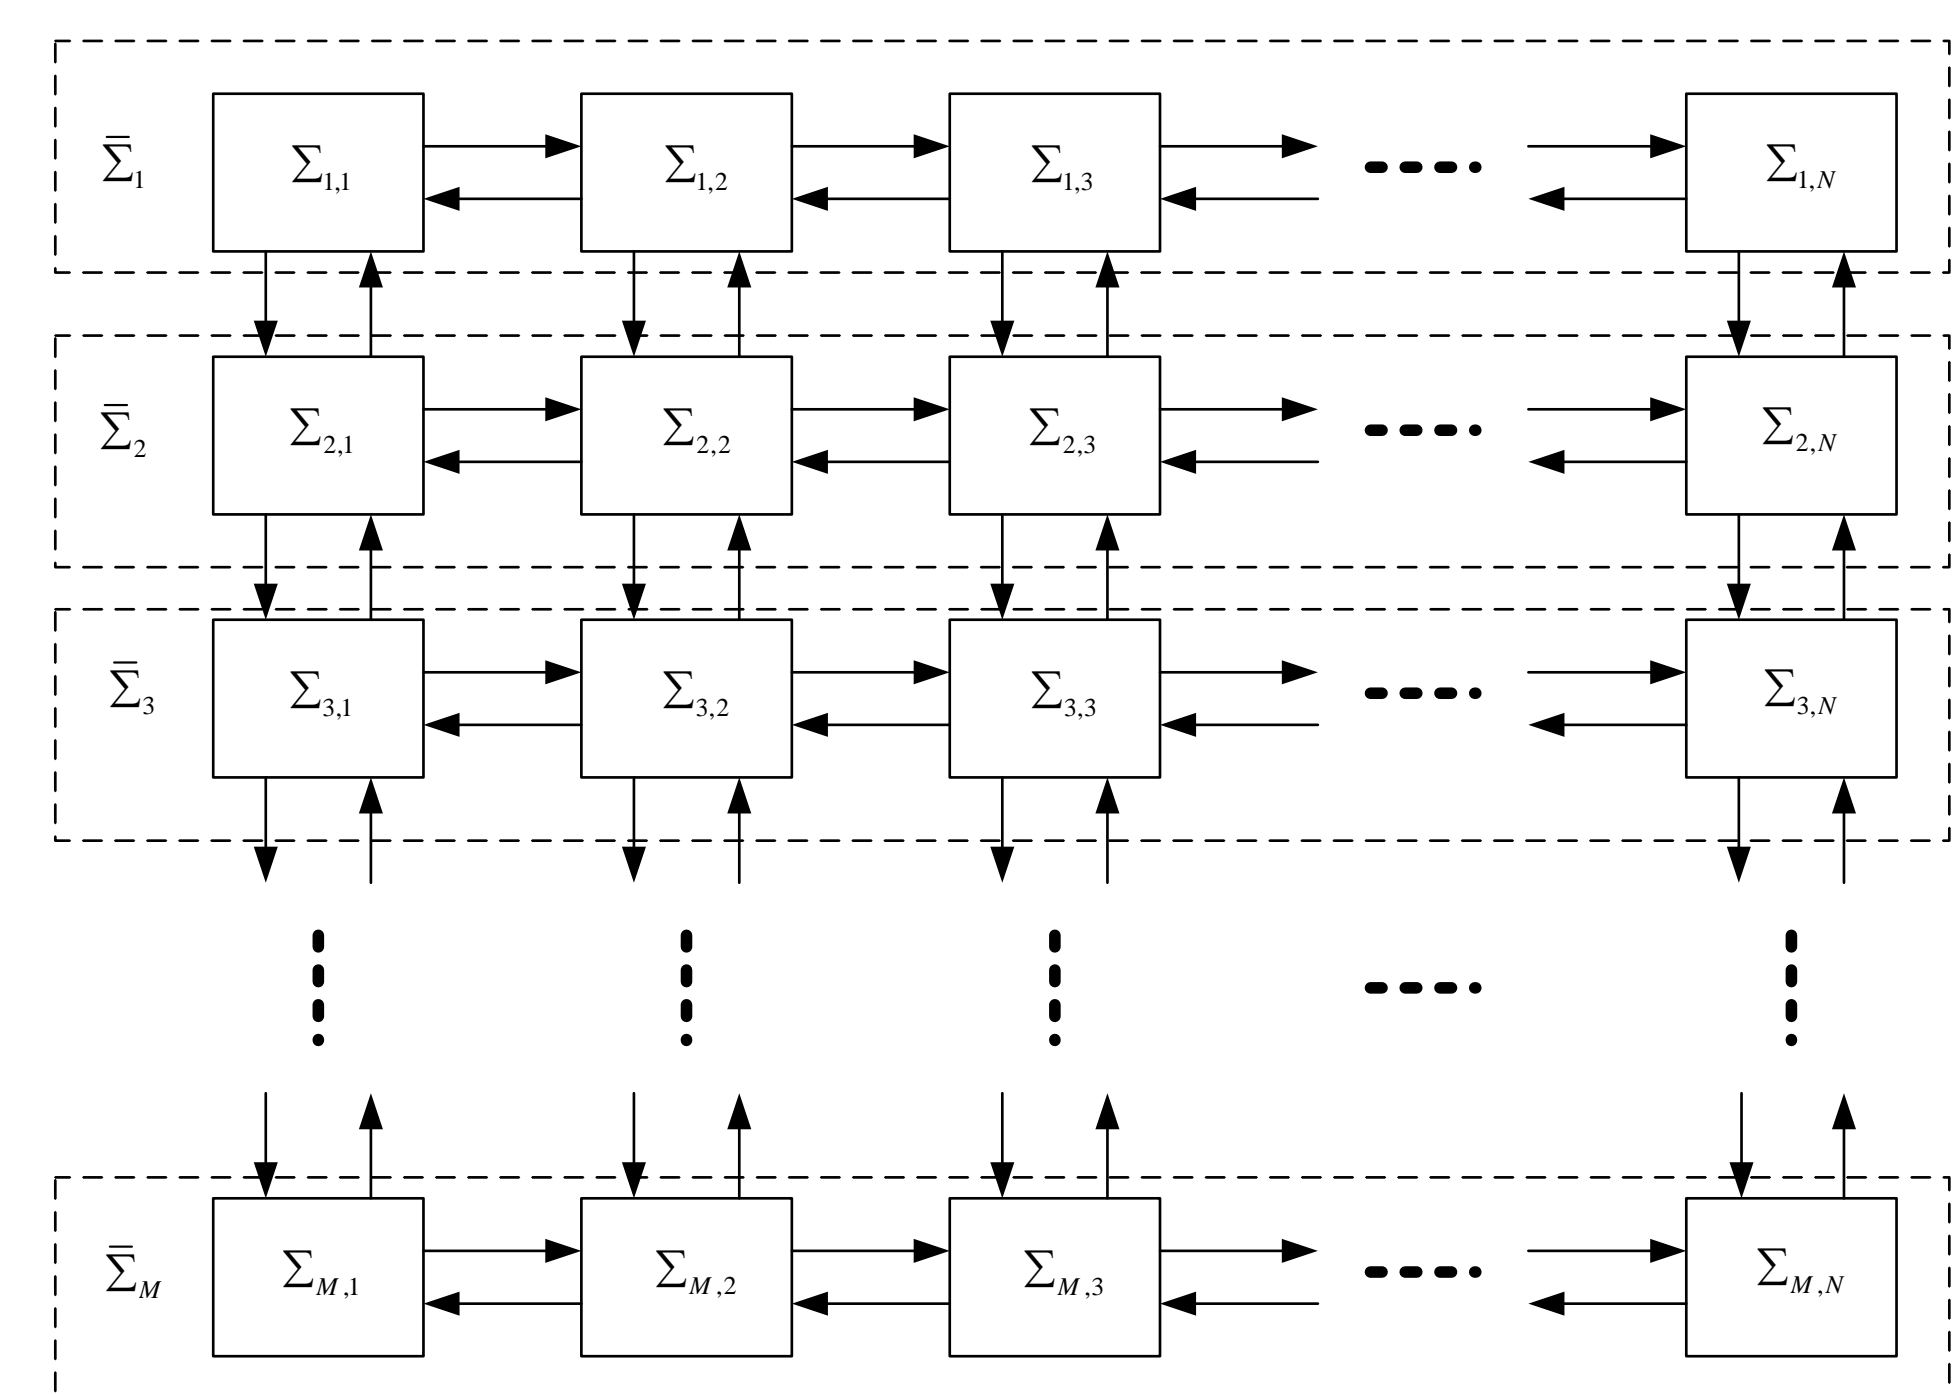 Σ̅₁ Σ₁,₁ Σ₁,₂ Σ₁,₃ Σ₁,N
Σ̅₂ Σ₂,₁ Σ₂,₂ Σ₂,₃ Σ₂,N
Σ̅₃ Σ₃,₁ Σ₃,₂ Σ₃,₃ Σ₃,N
Σ̅M ΣM,₁ ΣM,₂ ΣM,₃ ΣM,N